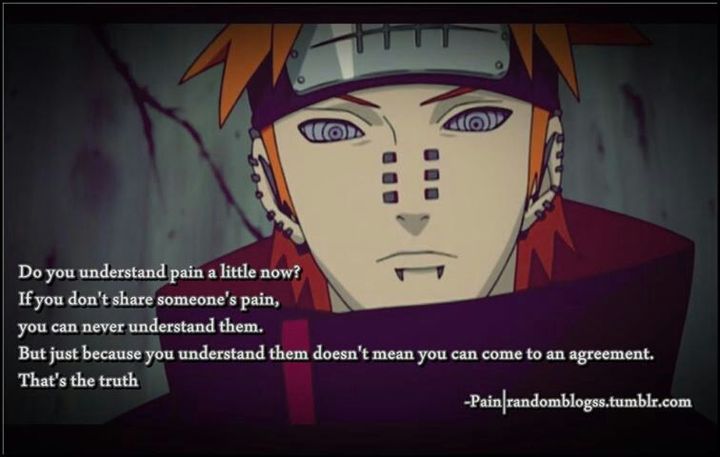 Do you understand pain a little now?
If you don't share someone's pain,
you can never understand them.
But just because you understand them doesn't mean you can come to an agreement.
That's the truth
-Pain|randomblogss.tumblr.com